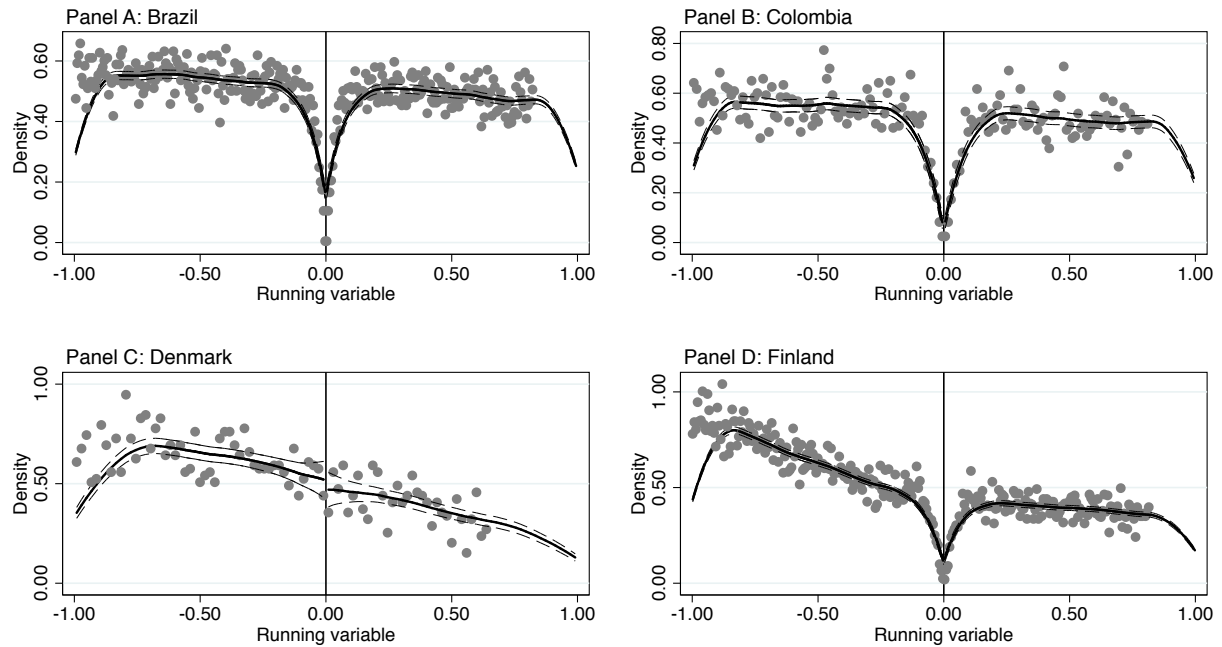 Panel A: Brazil
Density
0.60
0.40
0.20
0.00
-1.00 -0.50 0.00 0.50 1.00
Running variable
Panel B: Colombia
Density
0.80
0.60
0.40
0.20
0.00
-1.00 -0.50 0.00 0.50 1.00
Running variable
Panel C: Denmark
Density
1.00
0.50
0.00
-1.00 -0.50 0.00 0.50 1.00
Running variable
Panel D: Finland
Density
1.00
0.50
0.00
-1.00 -0.50 0.00 0.50 1.00
Running variable